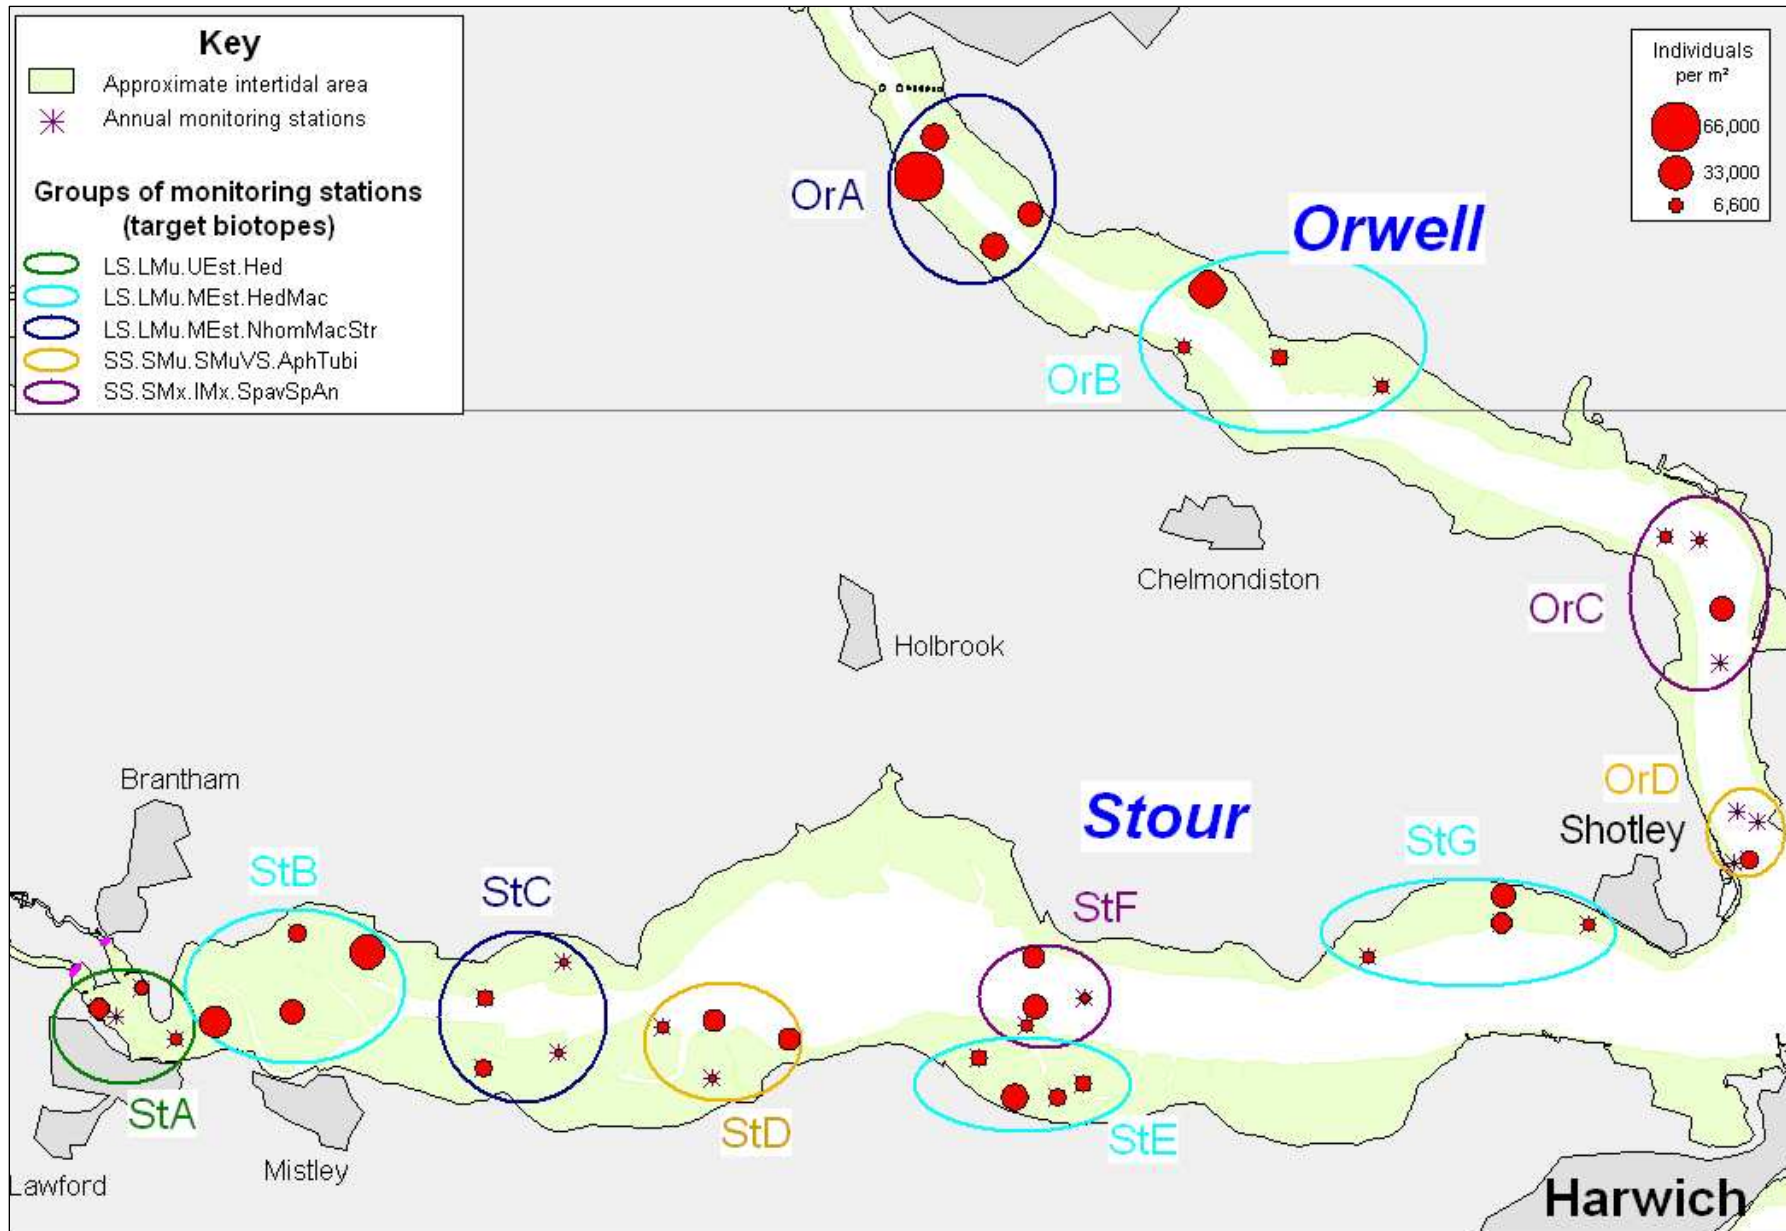 Key
Approximate intertidal area
Annual monitoring stations
Groups of monitoring stations
(target biotopes)
LS.LMu.UEst.Hed
LS.LMu.MEst.HedMac
LS.LMu.MEst.NhomMacStr
SS.SMu.SMuVS.AphTubi
SS.SMx.IMx.SpavSpAn
Individuals
per m²
66,000
33,000
6,600
OrA
Orwell
OrB
Chelmondiston
OrC
Holbrook
OrD
Brantham
Stour
Shotley
StG
StB
StC
StF
StA
StD
StE
Mistley
Lawford
Harwich